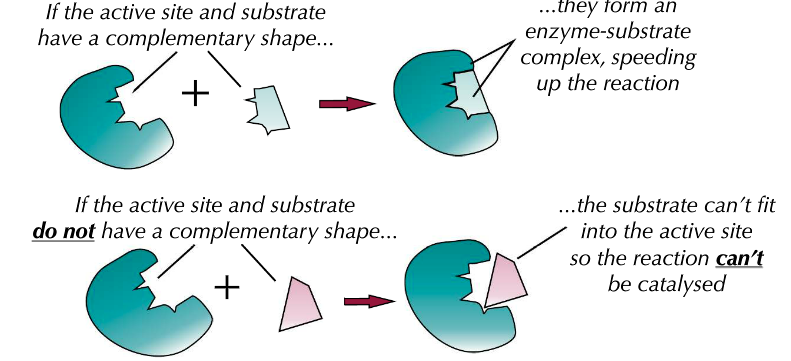 If the active site and substrate
have a complementary shape...
...they form an
enzyme-substrate
complex, speeding
up the reaction
+
If the active site and substrate
do not have a complementary shape...
...the substrate can't fit
into the active site
so the reaction can't
be catalysed
+